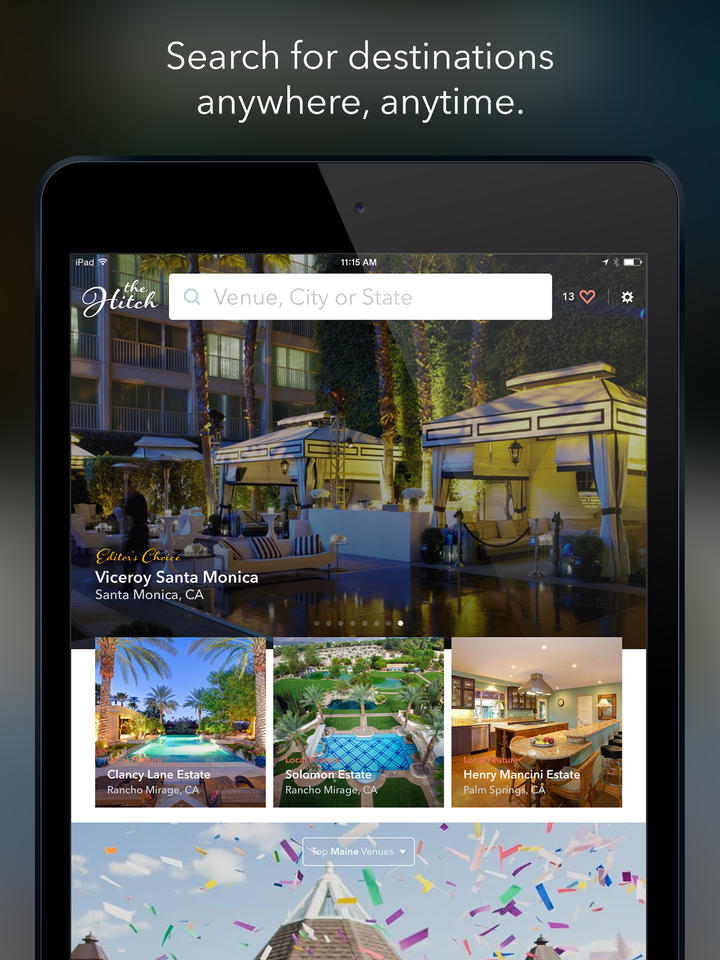 Search for destinations
anywhere, anytime.
iPad
11:15 AM
the
Hitch
Venue, City or State
13
Editor's Choice
Viceroy Santa Monica
Santa Monica, CA
Local Feature
Clancy Lane Estate
Rancho Mirage, CA
Local Feature
Solomon Estate
Rancho Mirage, CA
Local Feature
Henry Mancini Estate
Palm Springs, CA
Top Maine Venues